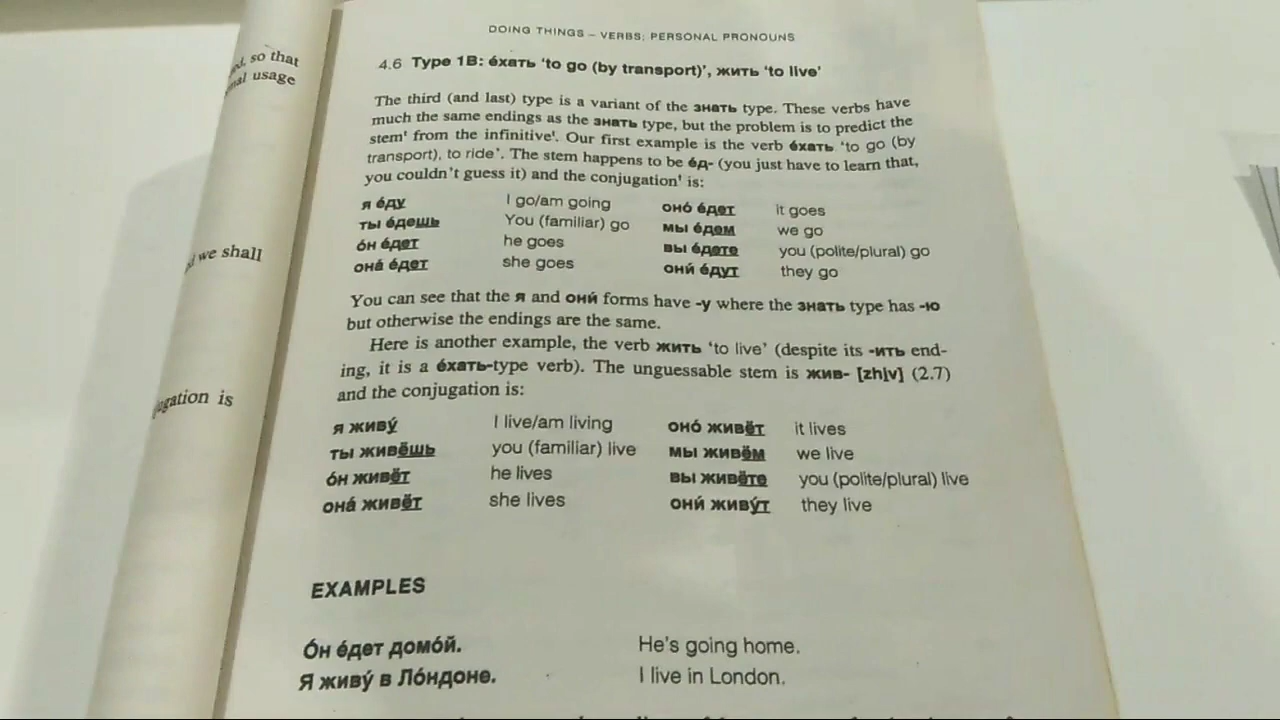 ed, so that
usage
we shall
gation is
DOING THINGS – VERBS; PERSONAL PRONOUNS
4.6 Type 1B: éхать 'to go (by transport)', жить 'to live'
The third (and last) type is a variant of the знать type. These verbs have
much the same endings as the знать type, but the problem is to predict the
stem' from the infinitive'. Our first example is the verb éхать 'to go (by
transport), to ride'. The stem happens to be éд- (you just have to learn that,
you couldn't guess it) and the conjugation' is:
я éду I go/am going онó éдет it goes
ты éдешь You (familiar) go мы éдем we go
óн éдет he goes вы éдете you (polite/plural) go
онá éдет she goes они́ éдут they go
You can see that the я and они́ forms have -у where the знать type has -ю
but otherwise the endings are the same.
Here is another example, the verb жить 'to live' (despite its -ить end-
ing, it is a éхать-type verb). The unguessable stem is жив- [zhiv] (2.7)
and the conjugation is:
я живу́ I live/am living онó живёт it lives
ты живёшь you (familiar) live мы живём we live
óн живёт he lives вы живёте you (polite/plural) live
онá живёт she lives они́ живу́т they live
EXAMPLES
Óн éдет домóй. He's going home.
Я живу́ в Лóндоне. I live in London.